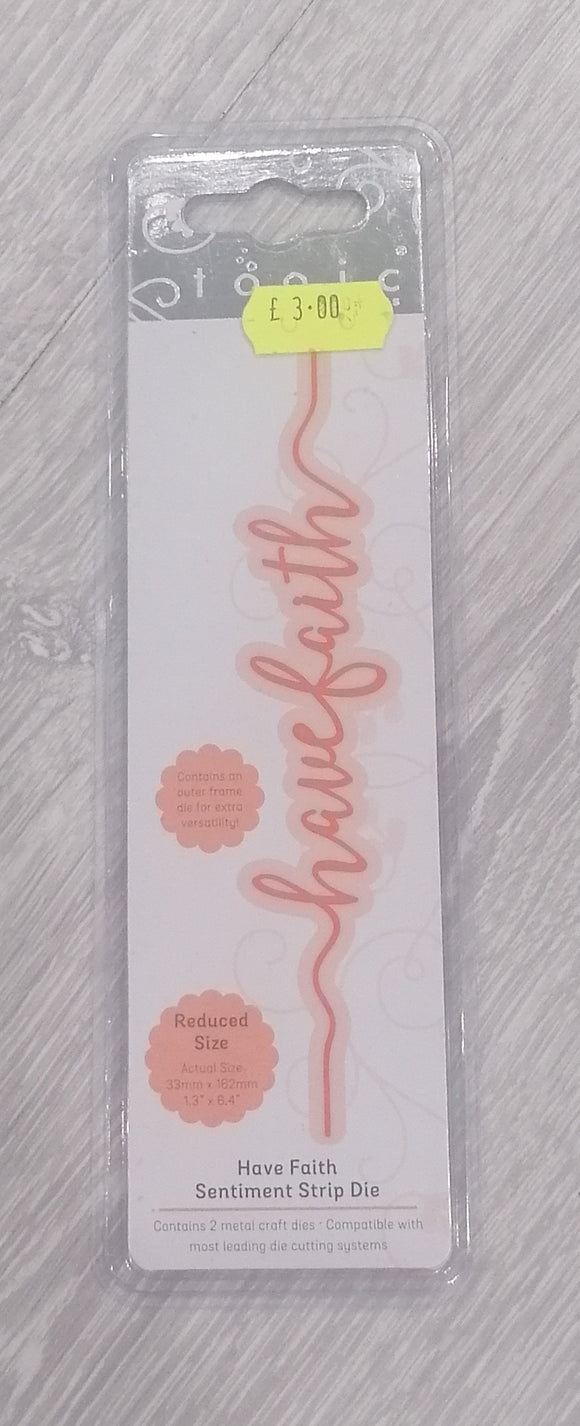 tonic
£ 3.00
have faith
Contains an
outer frame
die for extra
versatility!
Reduced
Size
Actual Size
33mm x 162mm
1.3" x 6.4"
Have Faith
Sentiment Strip Die
Contains 2 metal craft dies · Compatible with
most leading die cutting systems